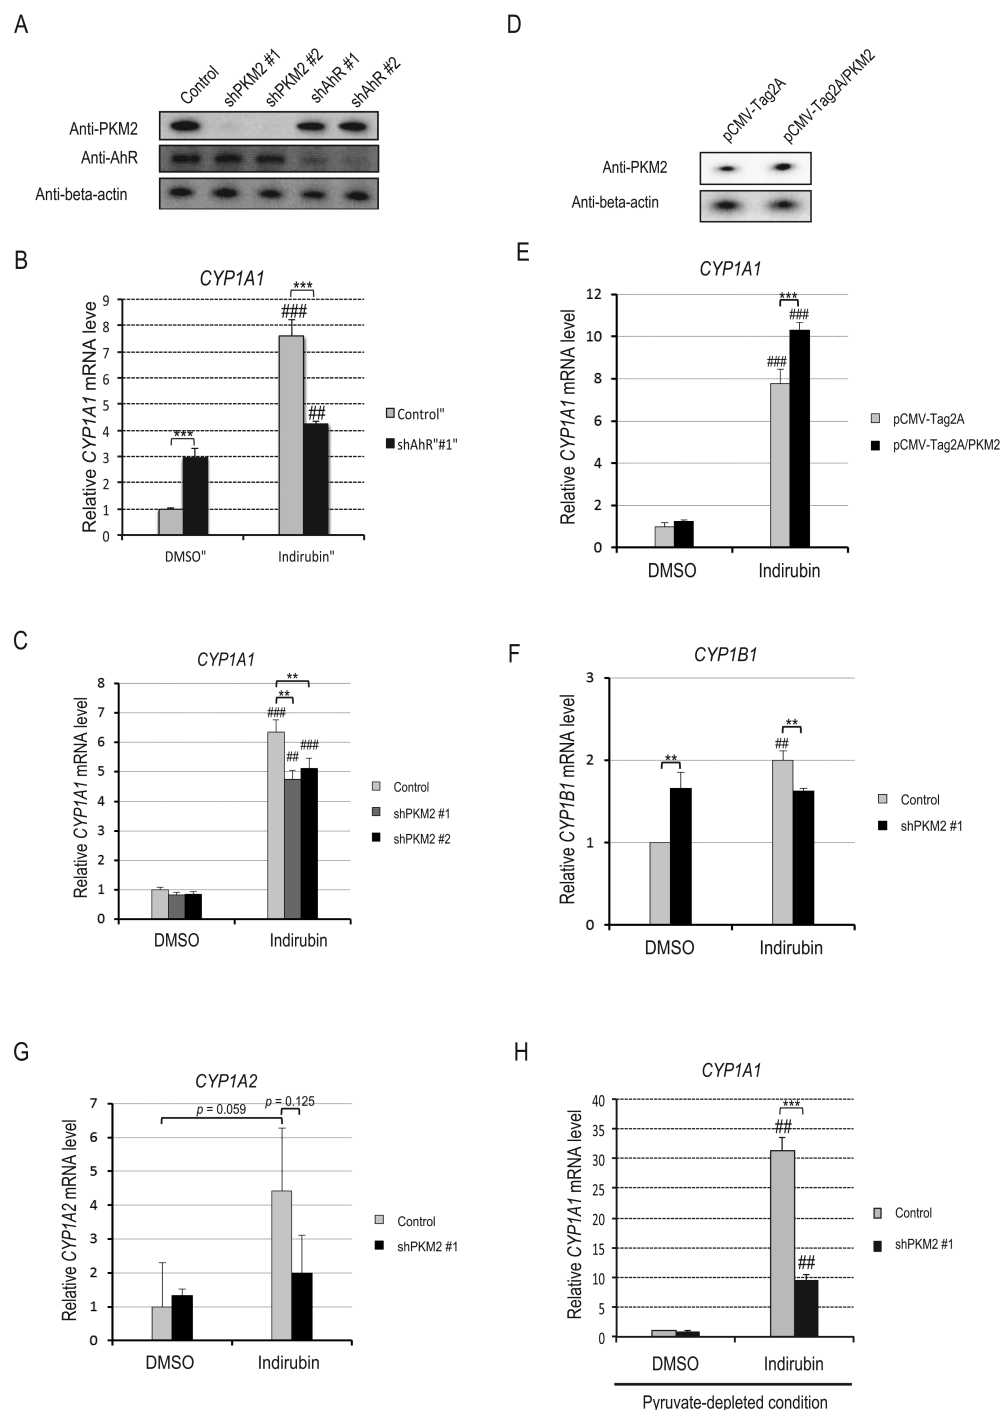 A
Control
shPKM2 #1
shPKM2 #2
shAhR #1
shAhR #2
Anti-PKM2
Anti-AhR
Anti-beta-actin
D
pCMV-Tag2A
pCMV-Tag2A/PKM2
Anti-PKM2
Anti-beta-actin
B
CYP1A1
Relative CYP1A1 mRNA leve
9
8
7
6
5
4
3
2
1
0
***
***
###
##
Control"
shAhR"#1"
DMSO"
Indirubin"
E
CYP1A1
Relative CYP1A1 mRNA level
12
10
8
6
4
2
0
***
###
###
pCMV-Tag2A
pCMV-Tag2A/PKM2
DMSO
Indirubin
C
CYP1A1
Relative CYP1A1 mRNA level
8
7
6
5
4
3
2
1
0
**
**
###
##
###
Control
shPKM2 #1
shPKM2 #2
DMSO
Indirubin
F
CYP1B1
Relative CYP1B1 mRNA level
3
2
1
0
**
**
##
Control
shPKM2 #1
DMSO
Indirubin
G
CYP1A2
Relative CYP1A2 mRNA level
7
6
5
4
3
2
1
0
p = 0.059
p = 0.125
Control
shPKM2 #1
DMSO
Indirubin
H
CYP1A1
Relative CYP1A1 mRNA level
40
35
30
25
20
15
10
5
0
***
##
##
Control
shPKM2 #1
DMSO
Indirubin
Pyruvate-depleted condition